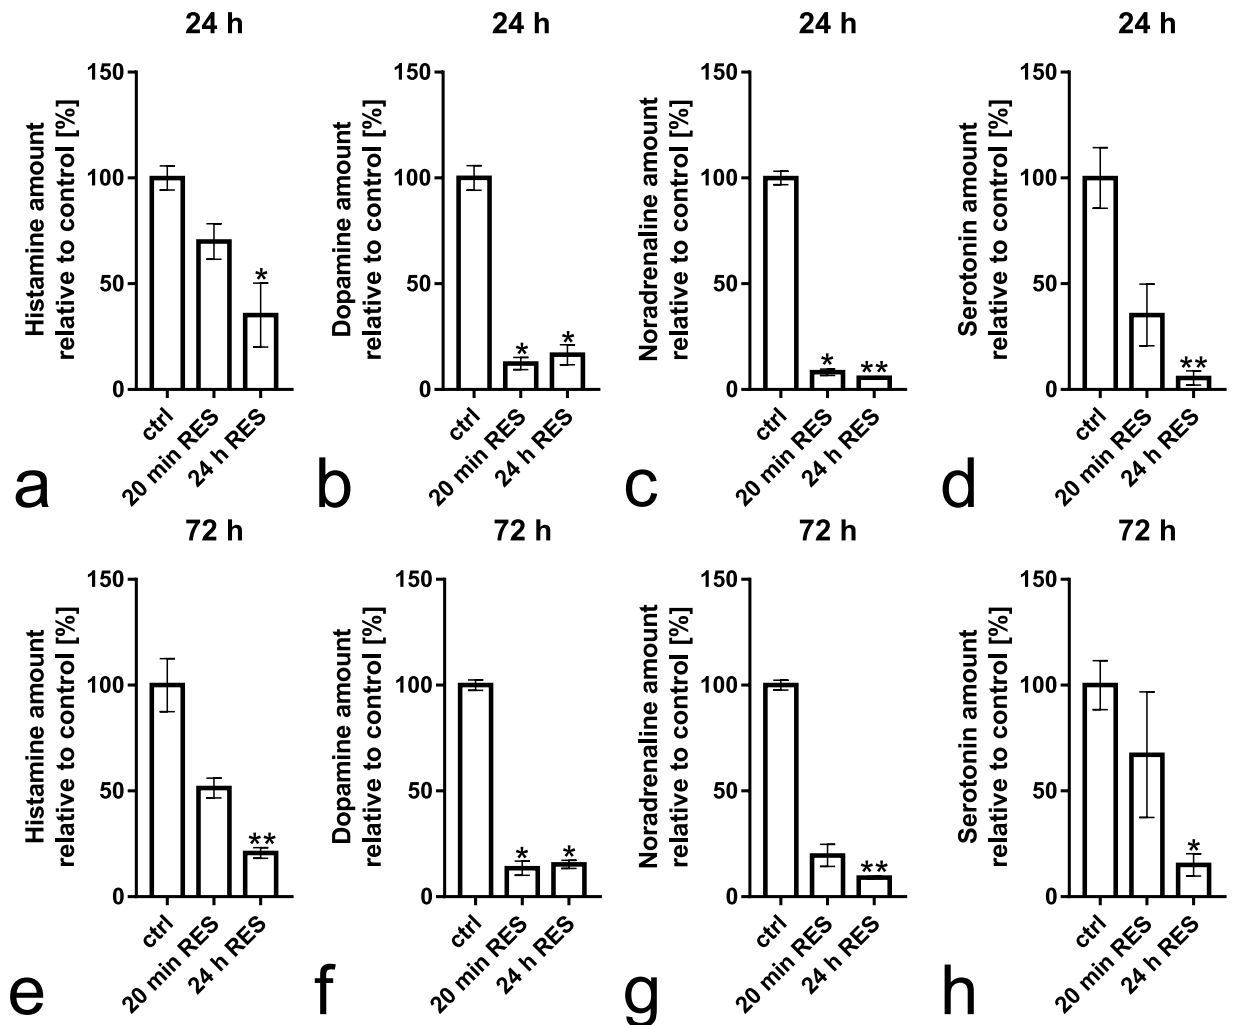 24 h
Histamine amount
relative to control [%]
150
100
50
0
*
ctrl
20 min RES
24 h RES
a
24 h
Dopamine amount
relative to control [%]
150
100
50
0
*
*
ctrl
20 min RES
24 h RES
b
24 h
Noradrenaline amount
relative to control [%]
150
100
50
0
*
**
ctrl
20 min RES
24 h RES
c
24 h
Serotonin amount
relative to control [%]
150
100
50
0
**
ctrl
20 min RES
24 h RES
d
72 h
Histamine amount
relative to control [%]
150
100
50
0
**
ctrl
20 min RES
24 h RES
e
72 h
Dopamine amount
relative to control [%]
150
100
50
0
*
*
ctrl
20 min RES
24 h RES
f
72 h
Noradrenaline amount
relative to control [%]
150
100
50
0
**
ctrl
20 min RES
24 h RES
g
72 h
Serotonin amount
relative to control [%]
150
100
50
0
*
ctrl
20 min RES
24 h RES
h